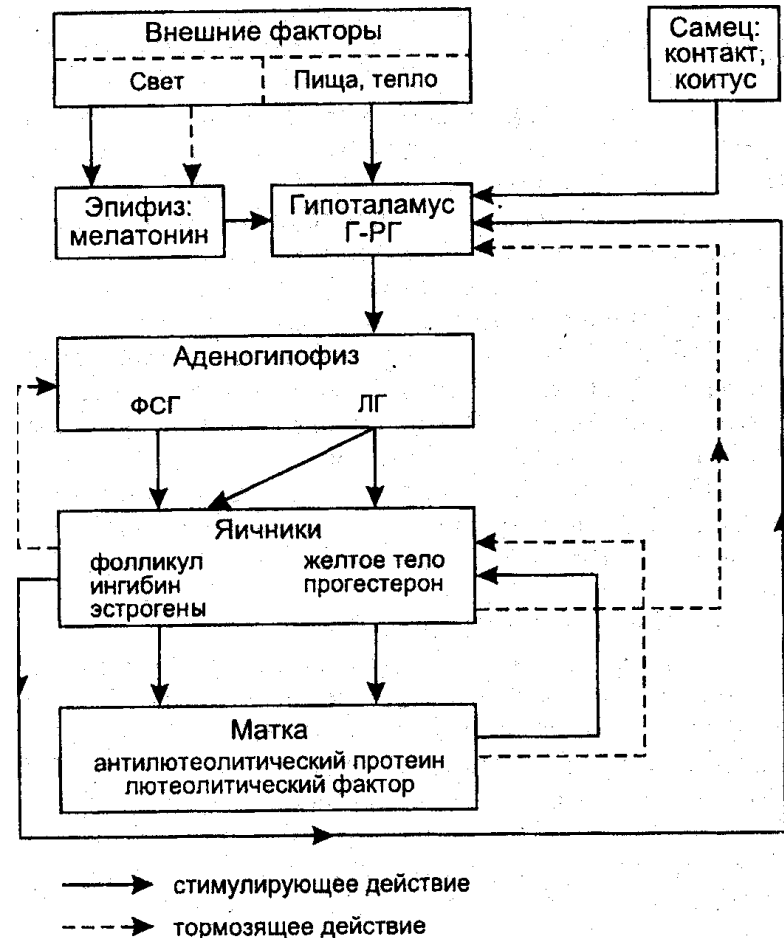 Внешние факторы
Свет
Пища, тепло
Самец:
контакт,
коитус
Эпифиз:
мелатонин
Гипоталамус
Г-РГ
Аденогипофиз
ФСГ
ЛГ
Яичники
фолликул
ингибин
эстрогены
желтое тело
прогестерон
Матка
антилютеолитический протеин
лютеолитический фактор
стимулирующее действие
тормозящее действие